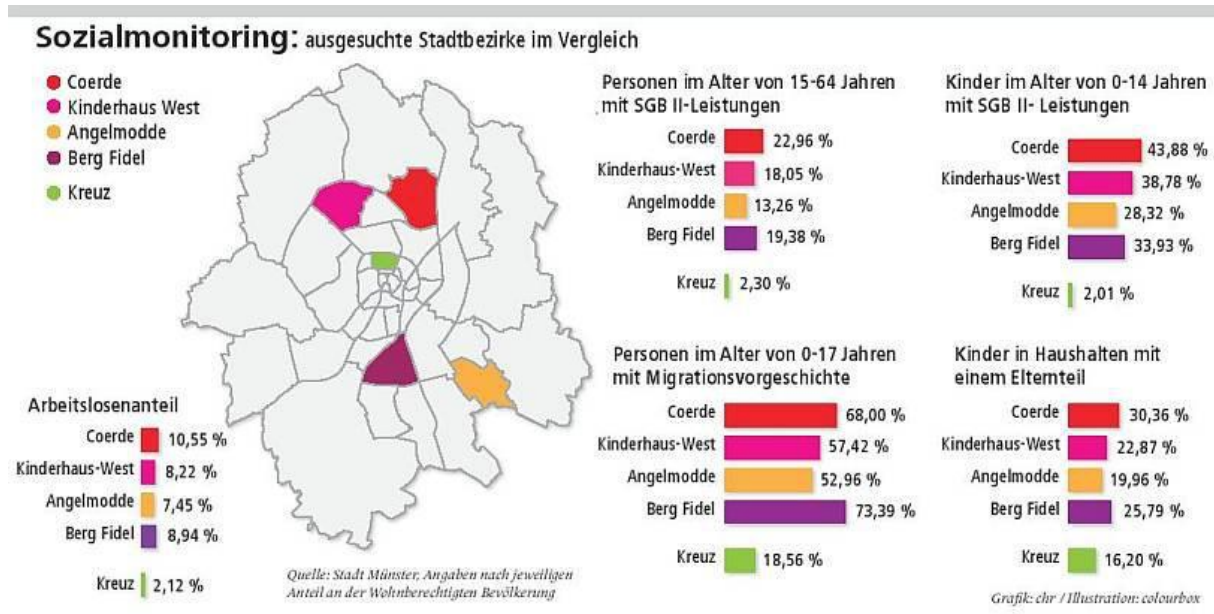 Sozialmonitoring: ausgesuchte Stadtbezirke im Vergleich
Coerde
Kinderhaus West
Angelmodde
Berg Fidel
Kreuz
Personen im Alter von 15-64 Jahren
mit SGB II-Leistungen
Coerde 22,96 %
Kinderhaus-West 18,05 %
Angelmodde 13,26 %
Berg Fidel 19,38 %
Kreuz 2,30 %
Kinder im Alter von 0-14 Jahren
mit SGB II- Leistungen
Coerde 43,88 %
Kinderhaus-West 38,78 %
Angelmodde 28,32 %
Berg Fidel 33,93 %
Kreuz 2,01 %
Arbeitslosenanteil
Coerde 10,55 %
Kinderhaus-West 8,22 %
Angelmodde 7,45 %
Berg Fidel 8,94 %
Kreuz 2,12 %
Personen im Alter von 0-17 Jahren
mit Migrationsvorgeschichte
Coerde 68,00 %
Kinderhaus-West 57,42 %
Angelmodde 52,96 %
Berg Fidel 73,39 %
Kreuz 18,56 %
Kinder in Haushalten mit
einem Elternteil
Coerde 30,36 %
Kinderhaus-West 22,87 %
Angelmodde 19,96 %
Berg Fidel 25,79 %
Kreuz 16,20 %
Quelle: Stadt Münster, Angaben nach jeweiligen
Anteil an der Wohnberechtigten Bevölkerung
Grafik: chr / Illustration: colourbox